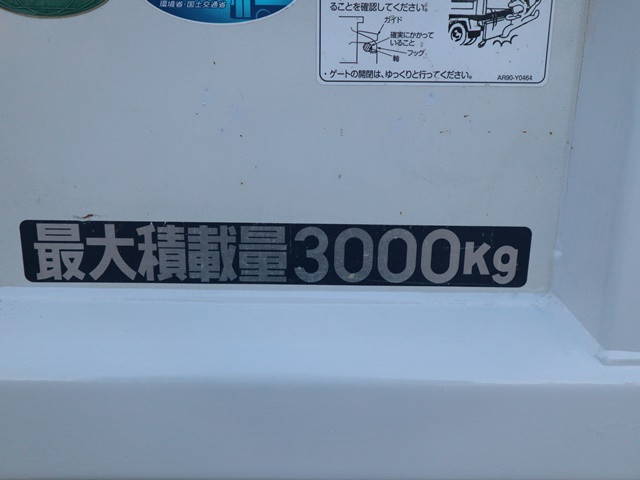 環境省・国土交通省
ることを確認してください。
ガイド
確実にかかって
いること
フック
軸
・ゲートの開閉は、ゆっくりと行ってください。
AR90-Y0464
最大積載量3000Kg